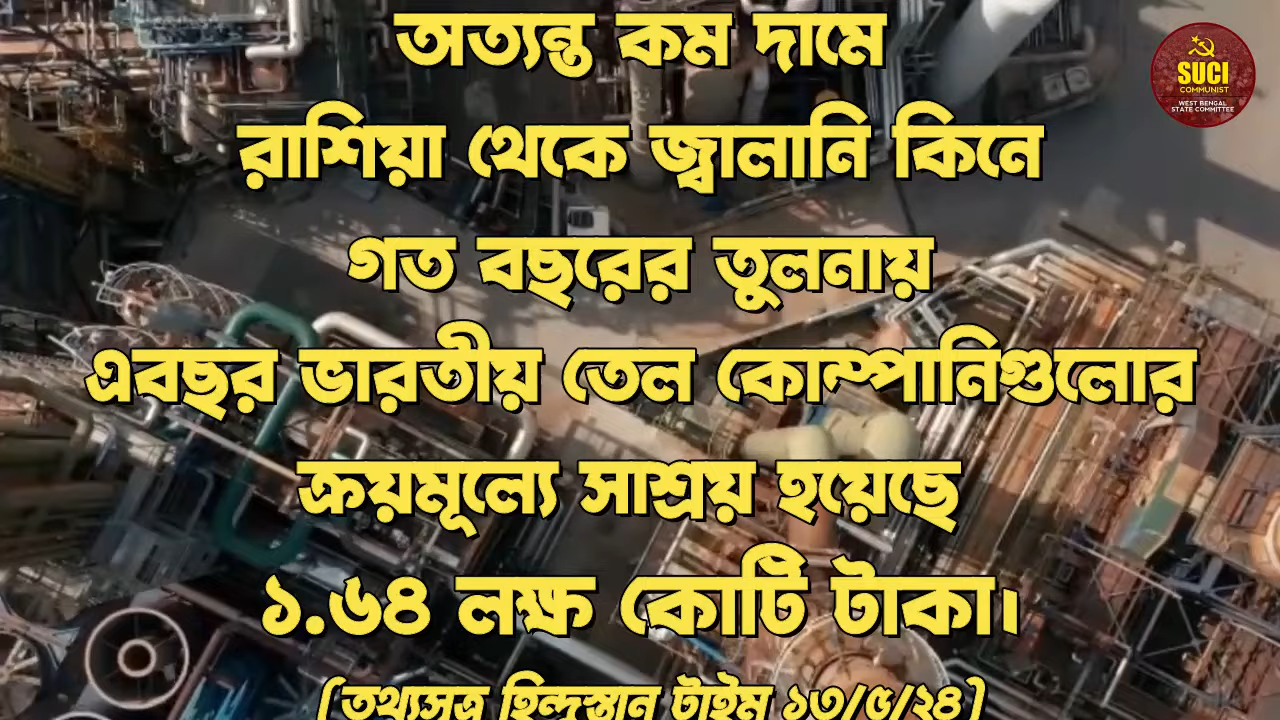 অত্যন্ত কম দামে
রাশিয়া থেকে জ্বালানি কিনে
গত বছরের তুলনায়
এবছর ভারতীয় তেল কোম্পানিগুলোর
ক্রয়মূল্যে সাশ্রয় হয়েছে
১.৬৪ লক্ষ কোটি টাকা।
(তথ্যসূত্র হিন্দুস্তান টাইম ১৩/৫/২৪)
SUCI
COMMUNIST
WEST BENGAL
STATE COMMITTEE